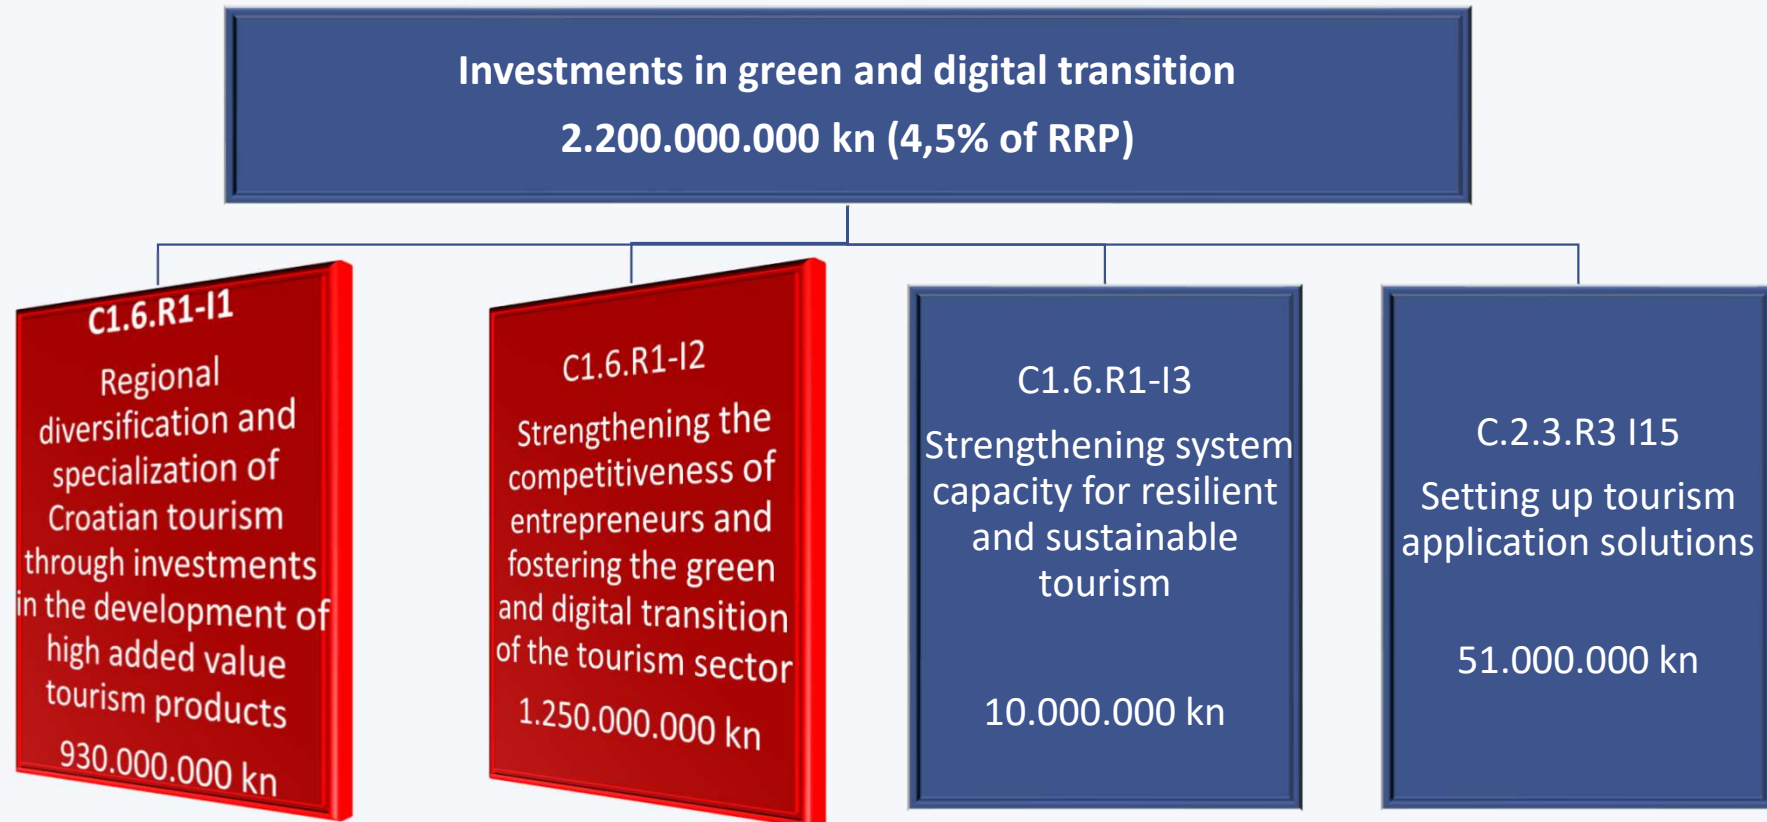 Investments in green and digital transition
2.200.000.000 kn (4,5% of RRP)
C1.6.R1-I1
Regional
diversification and
specialization of
Croatian tourism
through investments
in the development of
high added value
tourism products
930.000.000 kn
C1.6.R1-I2
Strengthening the
competitiveness of
entrepreneurs and
fostering the green
and digital transition
of the tourism sector
1.250.000.000 kn
C1.6.R1-I3
Strengthening system
capacity for resilient
and sustainable
tourism
10.000.000 kn
C.2.3.R3 I15
Setting up tourism
application solutions
51.000.000 kn